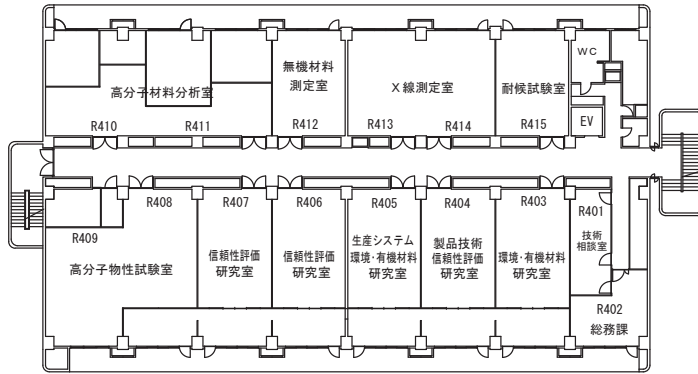 高分子材料分析室
R410
R411
無機材料
測定室
R412
X線測定室
R413
R414
耐候試験室
R415
WC
EV
R409
R408
高分子物性試験室
R407
信頼性評価
研究室
R406
信頼性評価
研究室
R405
生産システム
環境・有機材料
研究室
R404
製品技術
信頼性評価
研究室
R403
環境・有機材料
研究室
R401
技術
相談室
R402
総務課